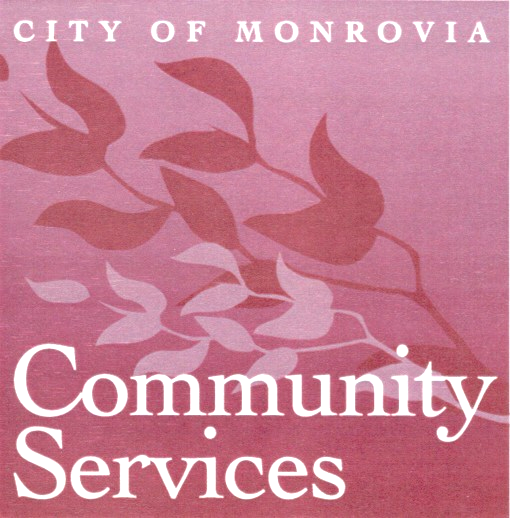 CITY OF MONROVIA
Community
Services